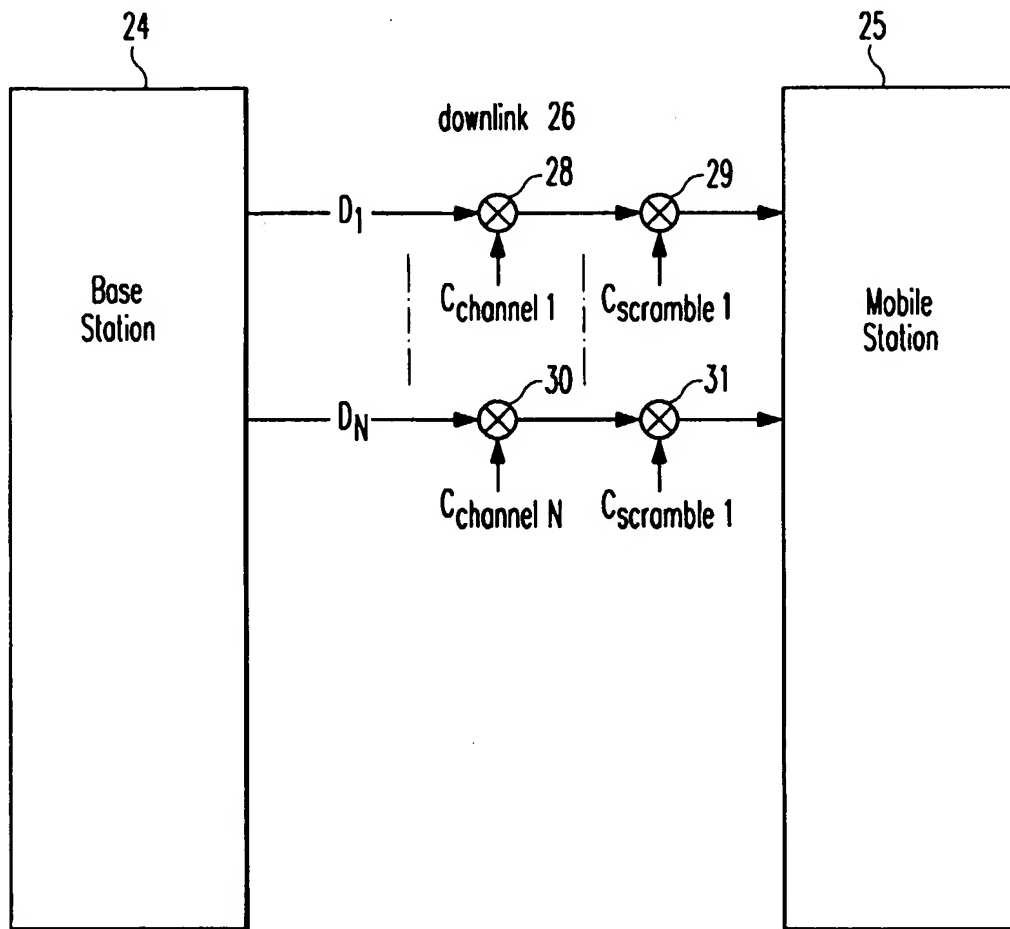 24
25
downlink 26
28
29
D1
Base
Station
Cchannel 1
Cscramble 1
Mobile
Station
30
31
DN
Cchannel N
Cscramble 1